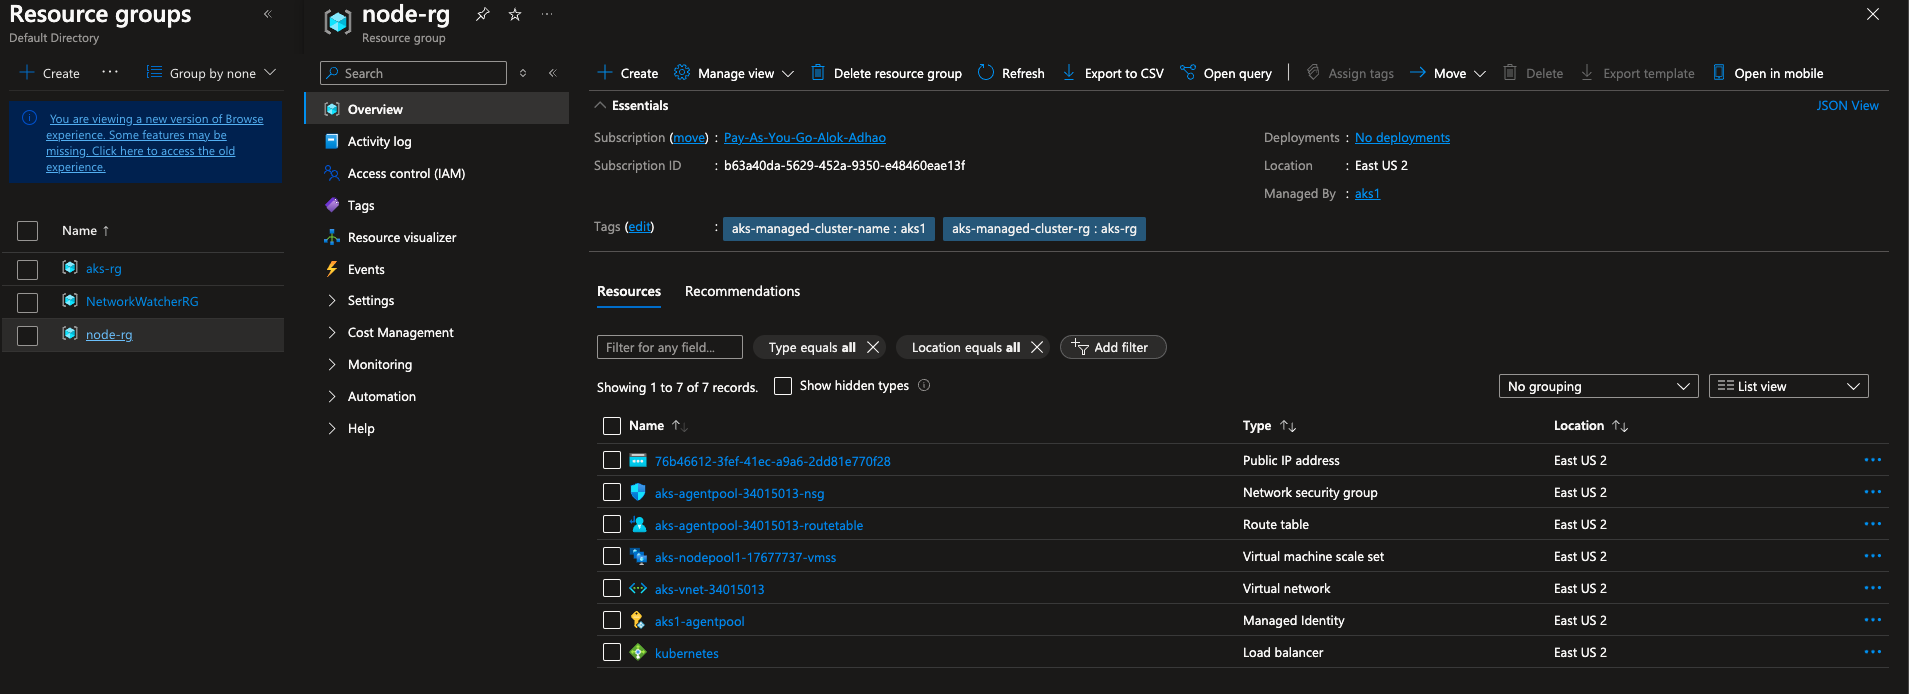 Resource groups
Default Directory
Create
Group by none
You are viewing a new version of Browse
experience. Some features may be
missing. Click here to access the old
experience.
Name ↑
aks-rg
NetworkWatcherRG
node-rg
node-rg
Resource group
Search
Overview
Activity log
Access control (IAM)
Tags
Resource visualizer
Events
Settings
Cost Management
Monitoring
Automation
Help
Create Manage view Delete resource group Refresh Export to CSV Open query | Assign tags Move Delete Export template Open in mobile
Essentials
JSON View
Subscription (move) : Pay-As-You-Go-Alok-Adhao
Subscription ID : b63a40da-5629-452a-9350-e48460eae13f
Deployments : No deployments
Location : East US 2
Managed By : aks1
Tags (edit) : aks-managed-cluster-name : aks1 aks-managed-cluster-rg : aks-rg
Resources Recommendations
Filter for any field... Type equals all Location equals all Add filter
Showing 1 to 7 of 7 records. Show hidden types
No grouping List view
Name ↑↓ Type ↑↓ Location ↑↓
76b46612-3fef-41ec-a9a6-2dd81e770f28 Public IP address East US 2
aks-agentpool-34015013-nsg Network security group East US 2
aks-agentpool-34015013-routetable Route table East US 2
aks-nodepool1-17677737-vmss Virtual machine scale set East US 2
aks-vnet-34015013 Virtual network East US 2
aks1-agentpool Managed Identity East US 2
kubernetes Load balancer East US 2